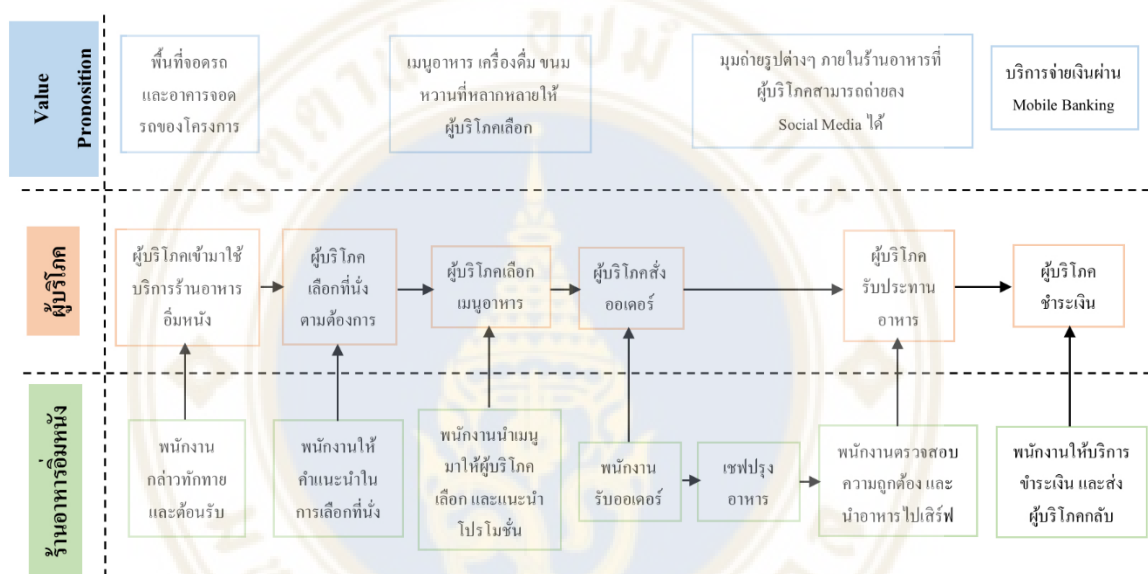 Value
Proposition
พื้นที่จอดรถ
และอาคารจอด
รถของโครงการ
เมนูอาหาร เครื่องดื่ม ขนม
หวานที่หลากหลายให้
ผู้บริโภคเลือก
มุมถ่ายรูปต่างๆ ภายในร้านอาหารที่
ผู้บริโภคสามารถถ่ายลง
Social Media ได้
บริการจ่ายเงินผ่าน
Mobile Banking
ผู้บริโภค
ผู้บริโภคเข้ามาใช้
บริการร้านอาหาร
อิ่มหนัง
ผู้บริโภค
เลือกที่นั่ง
ตามต้องการ
ผู้บริโภคเลือก
เมนูอาหาร
ผู้บริโภคสั่ง
ออเดอร์
ผู้บริโภค
รับประทาน
อาหาร
ผู้บริโภค
ชำระเงิน
ร้านอาหารอิ่มหนัง
พนักงาน
กล่าวทักทาย
และต้อนรับ
พนักงานให้
คำแนะนำใน
การเลือกที่นั่ง
พนักงานนำเมนู
มาให้ผู้บริโภค
เลือก และแนะนำ
โปรโมชั่น
พนักงาน
รับออเดอร์
เชฟปรุง
อาหาร
พนักงานตรวจสอบ
ความถูกต้อง และ
นำอาหารไปเสิร์ฟ
พนักงานให้บริการ
ชำระเงิน และส่ง
ผู้บริโภคกลับ